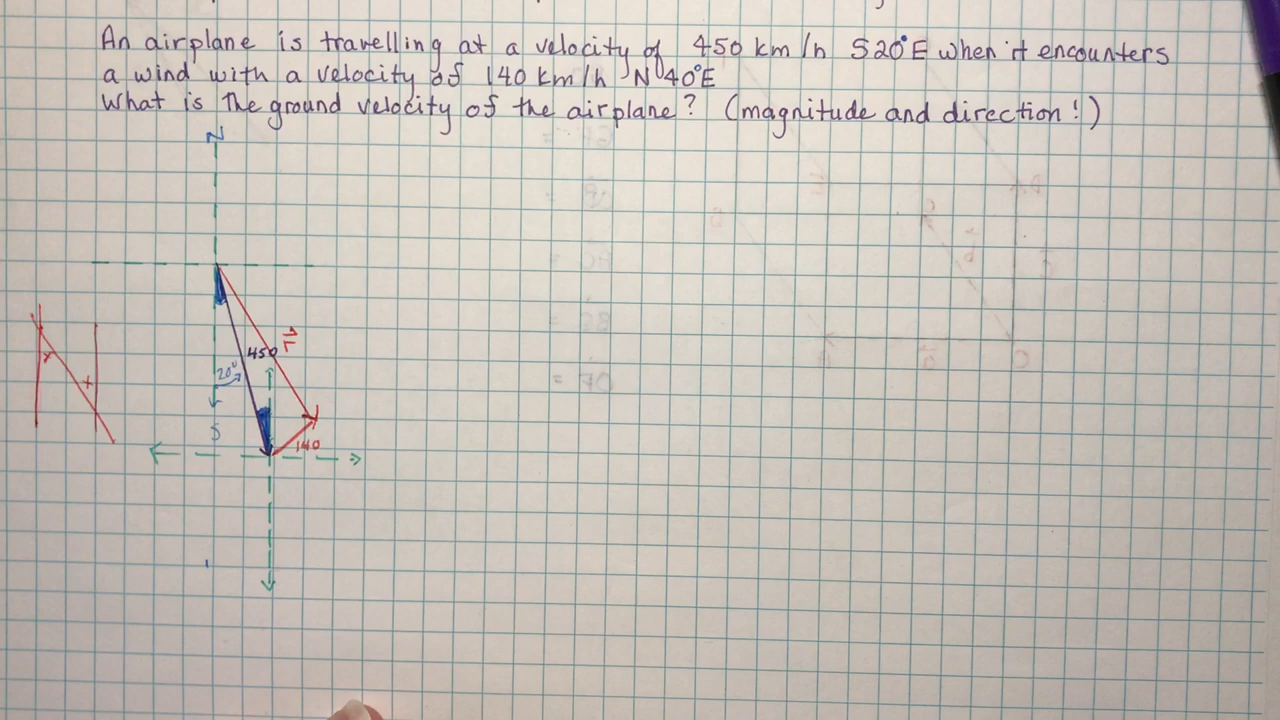 An airplane is travelling at a velocity of 450 km/h S20°E when it encounters
a wind with a velocity of 140 km/h N40°E
What is the ground velocity of the airplane? (magnitude and direction!)
N
450 r
20°
S
140